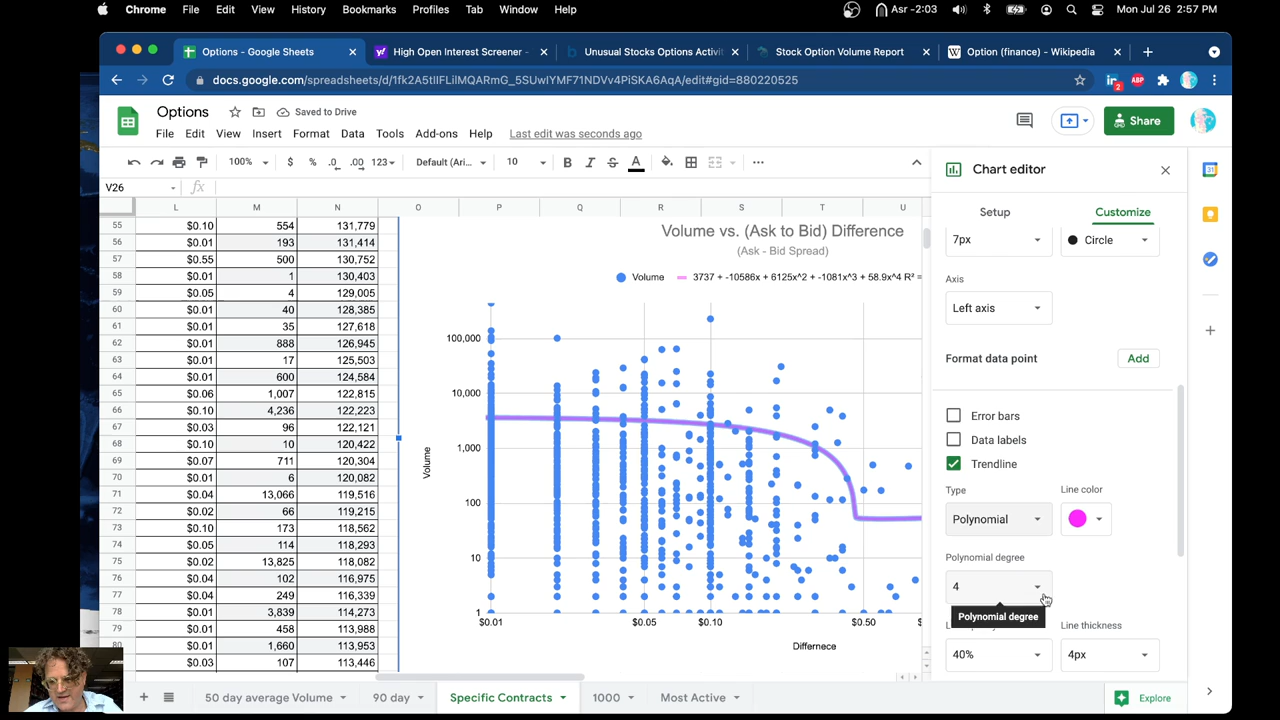 Chrome File Edit View History Bookmarks Profiles Tab Window Help Asr -2:03 Mon Jul 26 2:57 PM
Options - Google Sheets High Open Interest Screener - Unusual Stocks Options Activit Stock Option Volume Report Option (finance) - Wikipedia
docs.google.com/spreadsheets/d/1fk2A5tIIFLiIMQARmG_5SUwIYMF71NDVv4PiSKA6AqA/edit#gid=880220525
Options Saved to Drive
File Edit View Insert Format Data Tools Add-ons Help Last edit was seconds ago
Share
100% $ % .0 .00 123 Default (Ari... 10 B I S A
V26 fx
Chart editor
Setup Customize
L M N O P Q R S T U
55 $0.10 554 131,779
56 $0.01 193 131,414
57 $0.55 500 130,752
58 $0.01 1 130,403
59 $0.05 4 129,005
60 $0.01 40 128,385
61 $0.01 35 127,618
62 $0.01 888 126,945
63 $0.01 17 125,503
64 $0.01 600 124,584
65 $0.06 1,007 122,815
66 $0.10 4,236 122,223
67 $0.03 96 122,121
68 $0.10 10 120,422
69 $0.07 711 120,304
70 $0.01 6 120,082
71 $0.04 13,066 119,516
72 $0.02 66 119,215
73 $0.10 173 118,562
74 $0.05 114 118,293
75 $0.02 13,825 118,082
76 $0.04 102 116,975
77 $0.04 249 116,339
78 $0.01 3,839 114,273
79 $0.01 458 113,988
80 $0.01 1,660 113,953
$0.03 107 113,446
Volume vs. (Ask to Bid) Difference
(Ask - Bid Spread)
Volume 3737 + -10586x + 6125x^2 + -1081x^3 + 58.9x^4 R² =
100,000
10,000
1,000
100
10
1
Volume
$0.01 $0.05 $0.10 $0.50
Differnece
7px Circle
Axis
Left axis
Format data point Add
Error bars
Data labels
Trendline
Type Line color
Polynomial
Polynomial degree
4
Polynomial degree
Line thickness
40% 4px
50 day average Volume 90 day Specific Contracts 1000 Most Active Explore